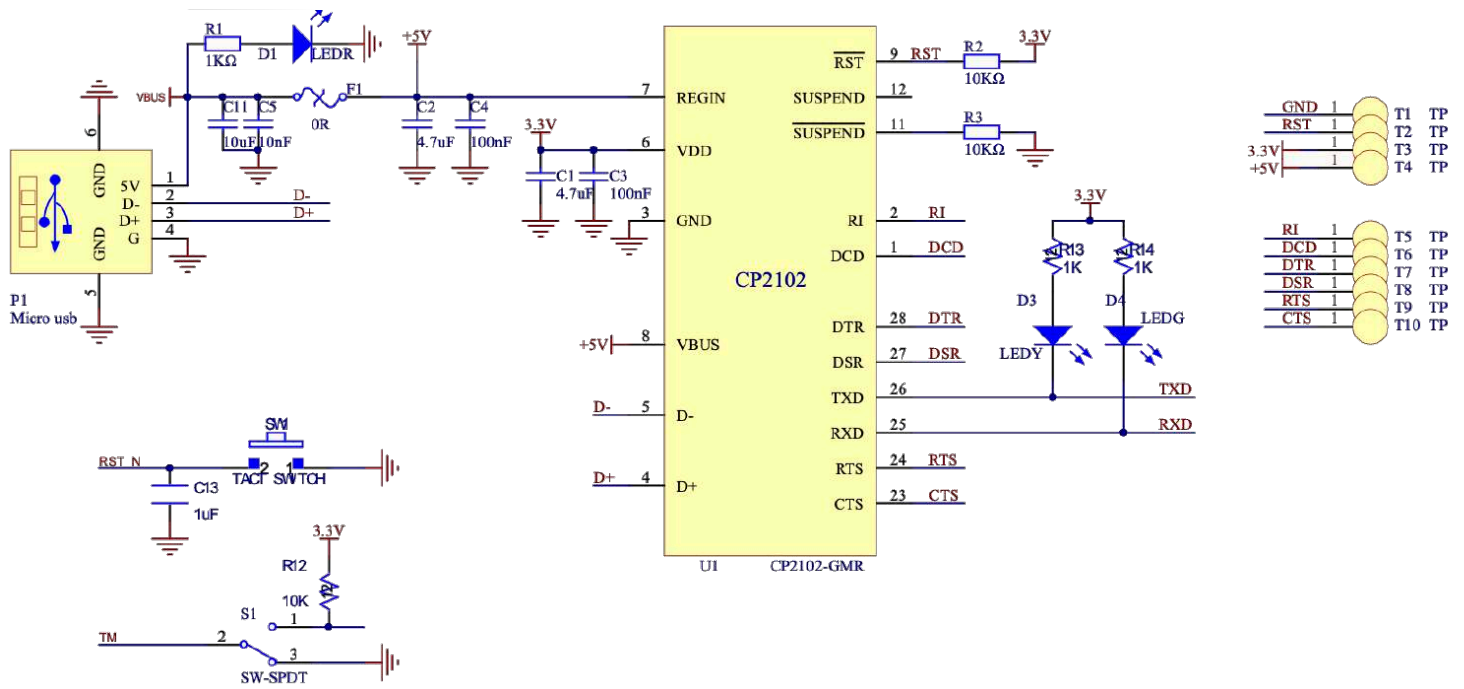 R1
1KΩ
D1
LEDR
+5V
VBUS
C11
10uF
C5
10nF
F1
0R
C2
4.7uF
C4
100nF
3.3V
C1
4.7uF
C3
100nF
6
GND
5V
1
D-
2
D-
D+
3
D+
G
4
GND
5
P1
Micro usb
7
REGIN
6
VDD
3
GND
+5V
8
VBUS
D-
5
D-
D+
4
D+
CP2102
U1
CP2102-GMR
RST
9
RST
R2
10KΩ
3.3V
SUSPEND
12
SUSPEND
11
R3
10KΩ
RI
2
RI
DCD
1
DCD
DTR
28
DTR
DSR
27
DSR
TXD
26
TXD
RXD
25
RXD
RTS
24
RTS
CTS
23
CTS
3.3V
R13
1K
R14
1K
D3
LEDY
D4
LEDG
GND 1 T1 TP
RST 1 T2 TP
3.3V 1 T3 TP
+5V 1 T4 TP
RI 1 T5 TP
DCD 1 T6 TP
DTR 1 T7 TP
DSR 1 T8 TP
RTS 1 T9 TP
CTS 1 T10 TP
SW1
RST_N
2
1
TACT SWITCH
C13
1uF
3.3V
R12
10K
S1
1
TM
2
3
SW-SPDT